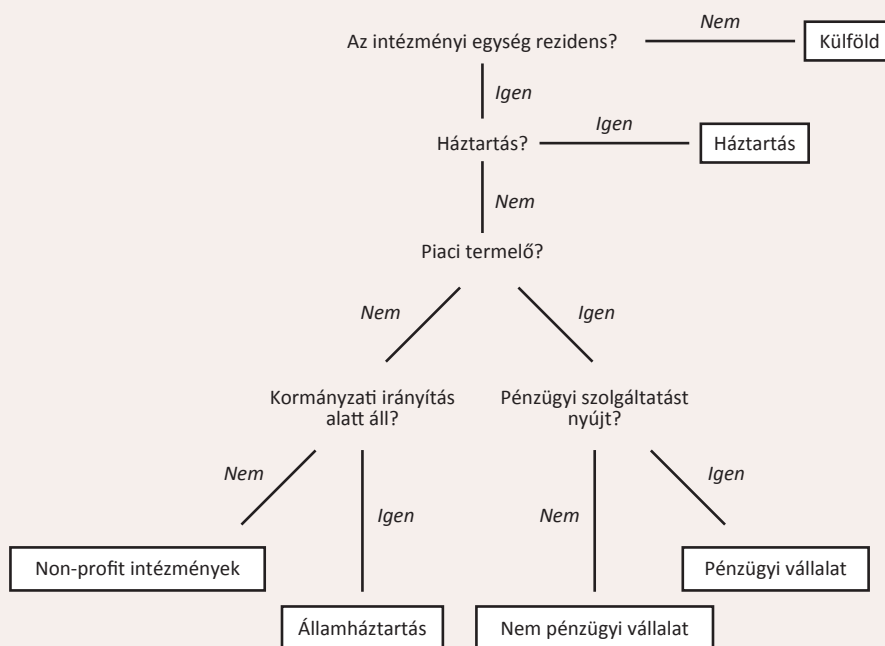 Az intézményi egység rezidens?
Nem
Külföld
Igen
Háztartás?
Igen
Háztartás
Nem
Piaci termelő?
Nem
Igen
Kormányzati irányítás
alatt áll?
Pénzügyi szolgáltatást
nyújt?
Nem
Igen
Nem
Igen
Non-profit intézmények
Pénzügyi vállalat
Államháztartás
Nem pénzügyi vállalat